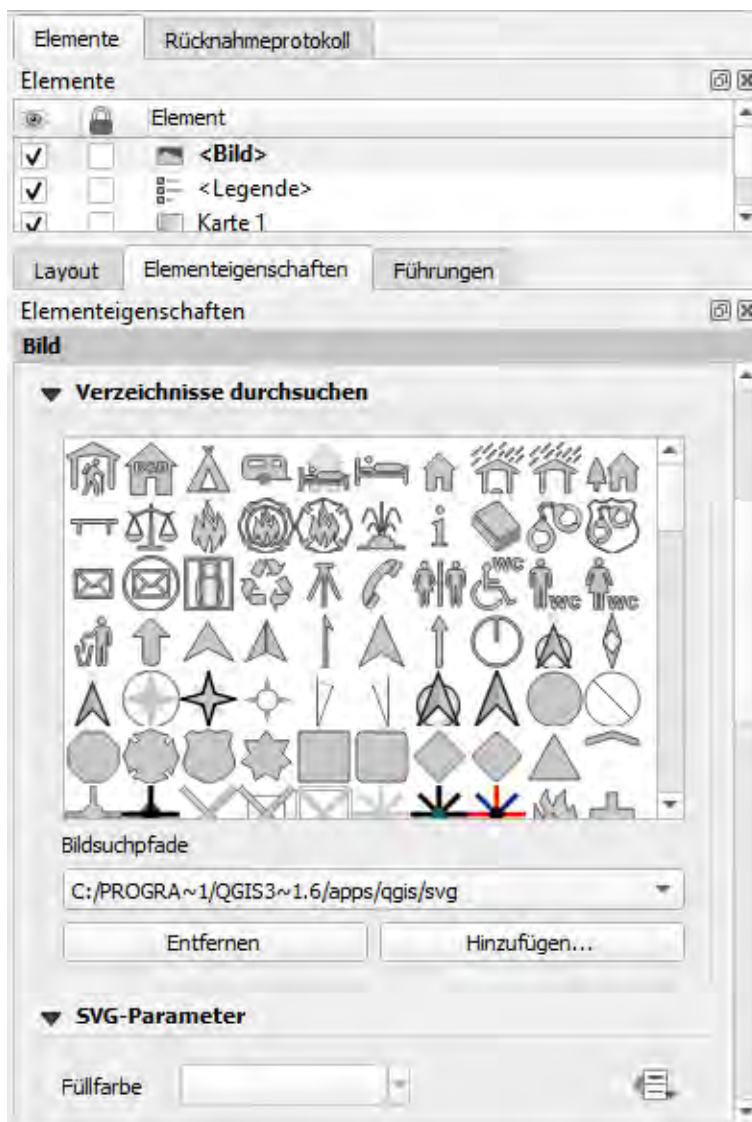 Elemente Rücknahmeprotokoll
Elemente
Element
<Bild>
<Legende>
Karte 1
Layout Elementeigenschaften Führungen
Elementeigenschaften
Bild
Verzeichnisse durchsuchen
i
WC
WC WC
Bildsuchpfade
C:/PROGRA~1/QGIS3~1.6/apps/qgis/svg
Entfernen Hinzufügen...
SVG-Parameter
Füllfarbe